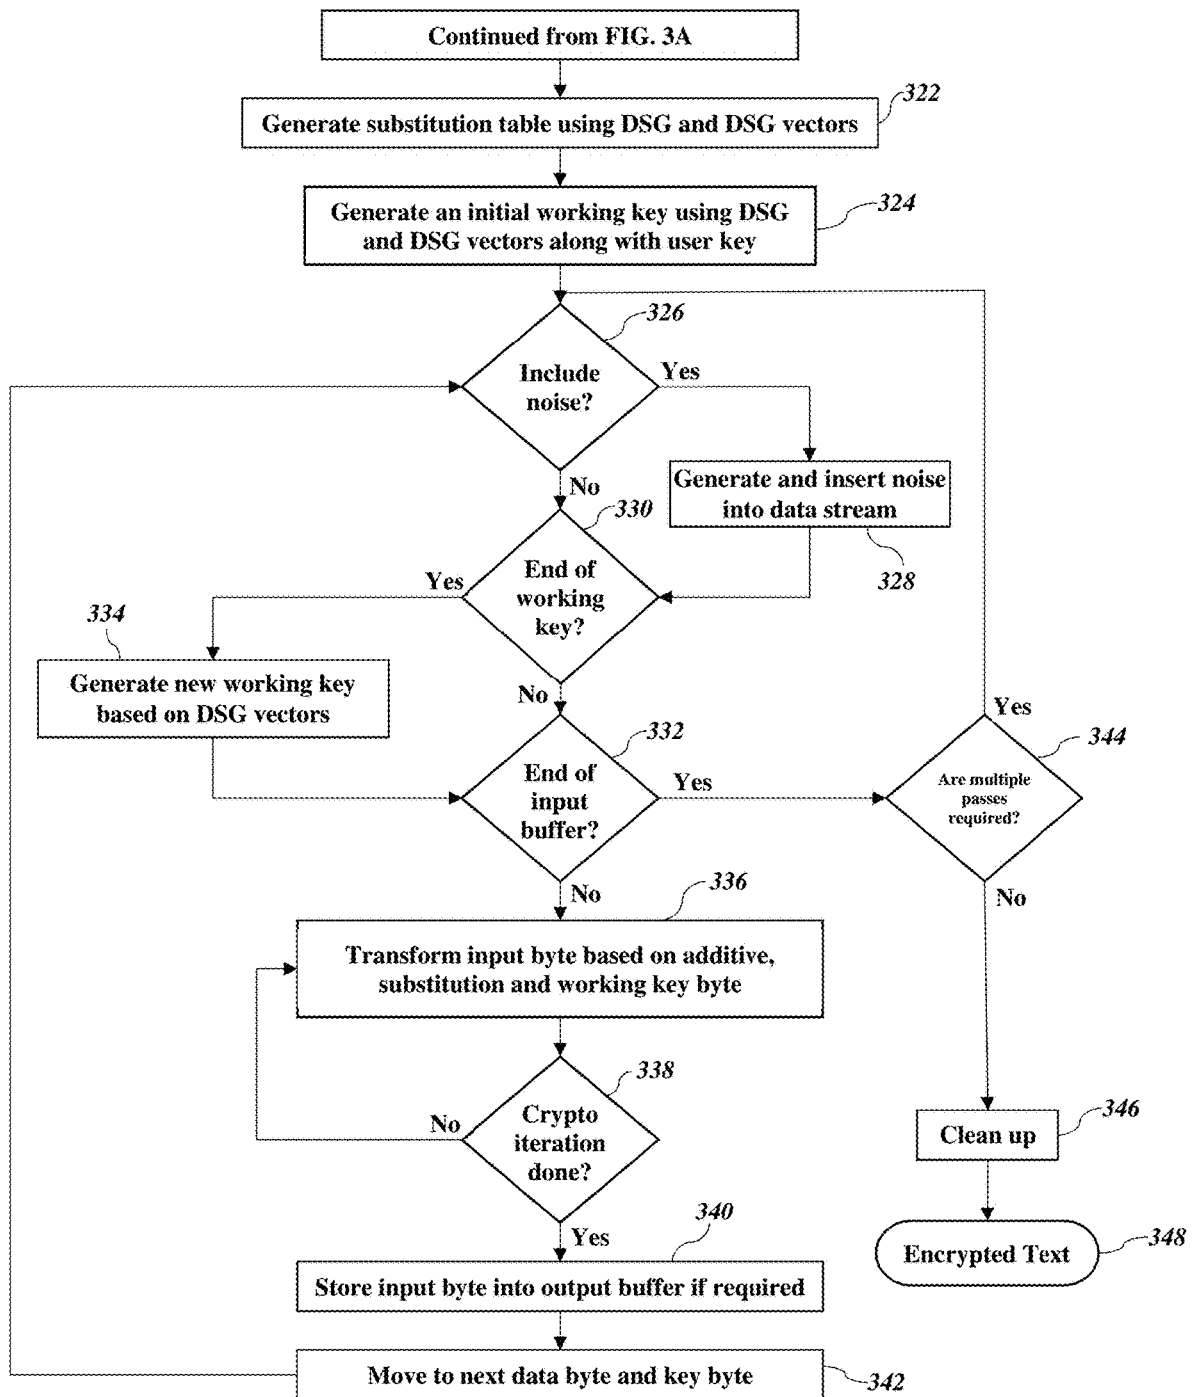 Continued from FIG. 3A
322
Generate substitution table using DSG and DSG vectors
324
Generate an initial working key using DSG
and DSG vectors along with user key
326
Include
noise?
Yes
No
Generate and insert noise
into data stream
328
330
End of
working
key?
Yes
No
334
Generate new working key
based on DSG vectors
332
End of
input
buffer?
Yes
No
Yes
344
Are multiple
passes
required?
No
336
Transform input byte based on additive,
substitution and working key byte
338
Crypto
iteration
done?
No
Yes
346
Clean up
340
Store input byte into output buffer if required
Encrypted Text
348
Move to next data byte and key byte
342